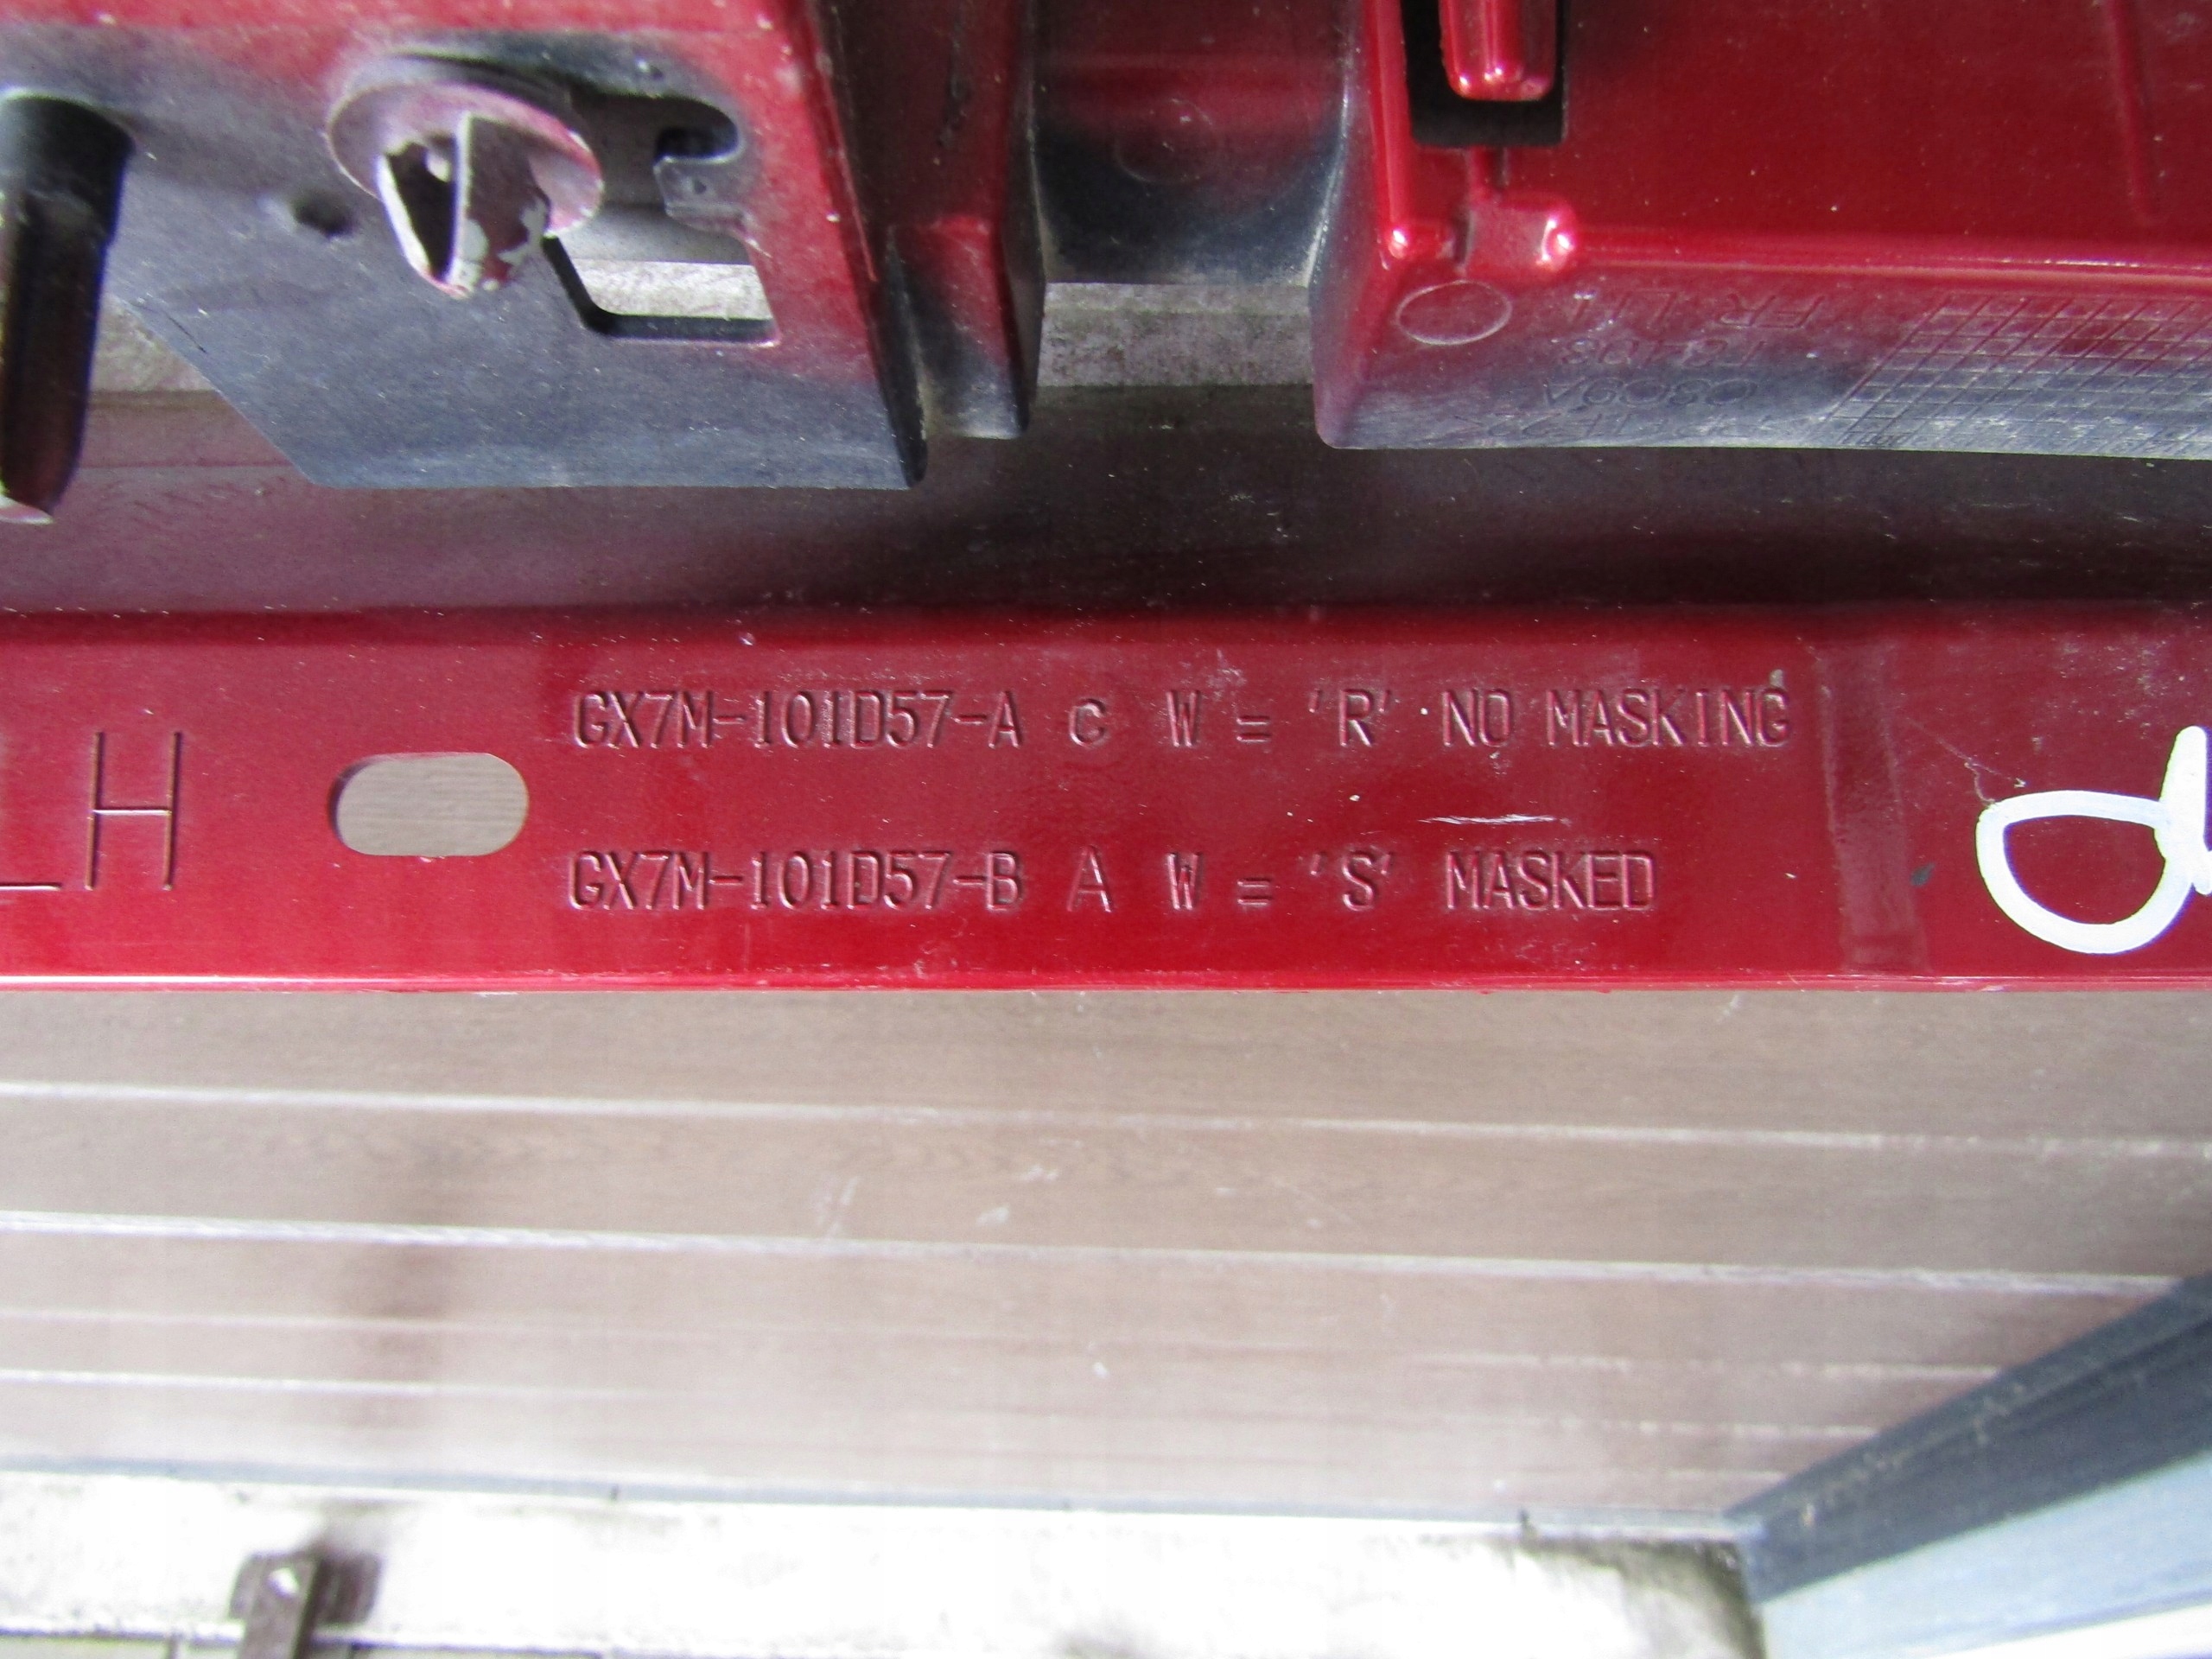 LH
GX7M-101D57-A C W = 'R' NO MASKING
GX7M-101D57-B A W = 'S' MASKED